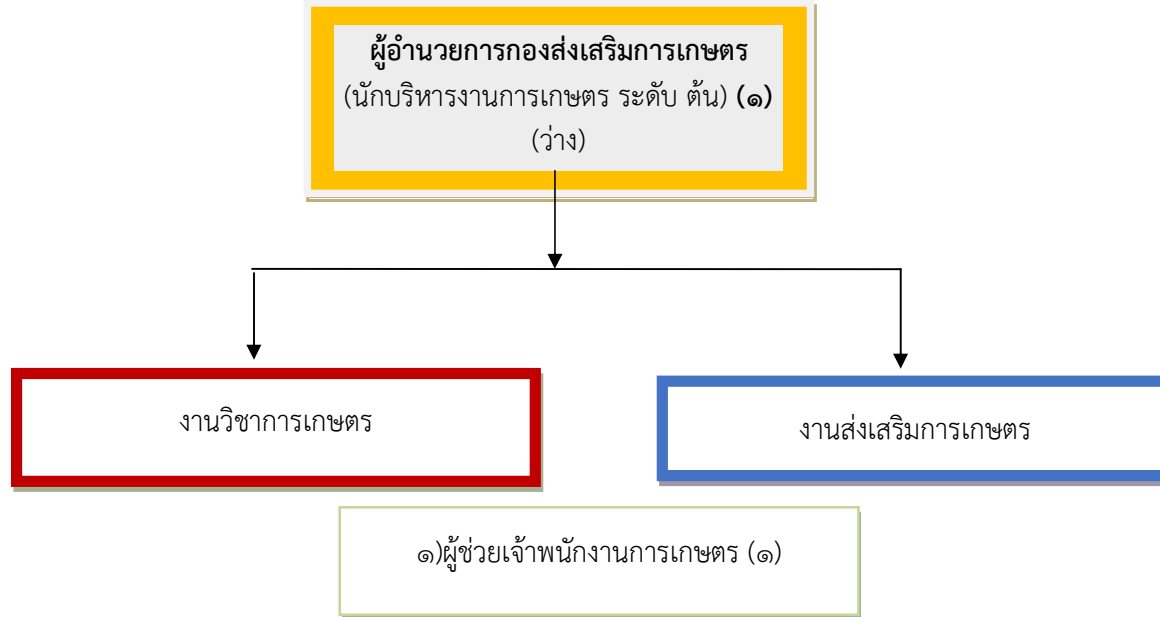 ผู้อำนวยการกองส่งเสริมการเกษตร
(นักบริหารงานการเกษตร ระดับ ต้น) (๑)
(ว่าง)
งานวิชาการเกษตร
งานส่งเสริมการเกษตร
๑)ผู้ช่วยเจ้าพนักงานการเกษตร (๑)